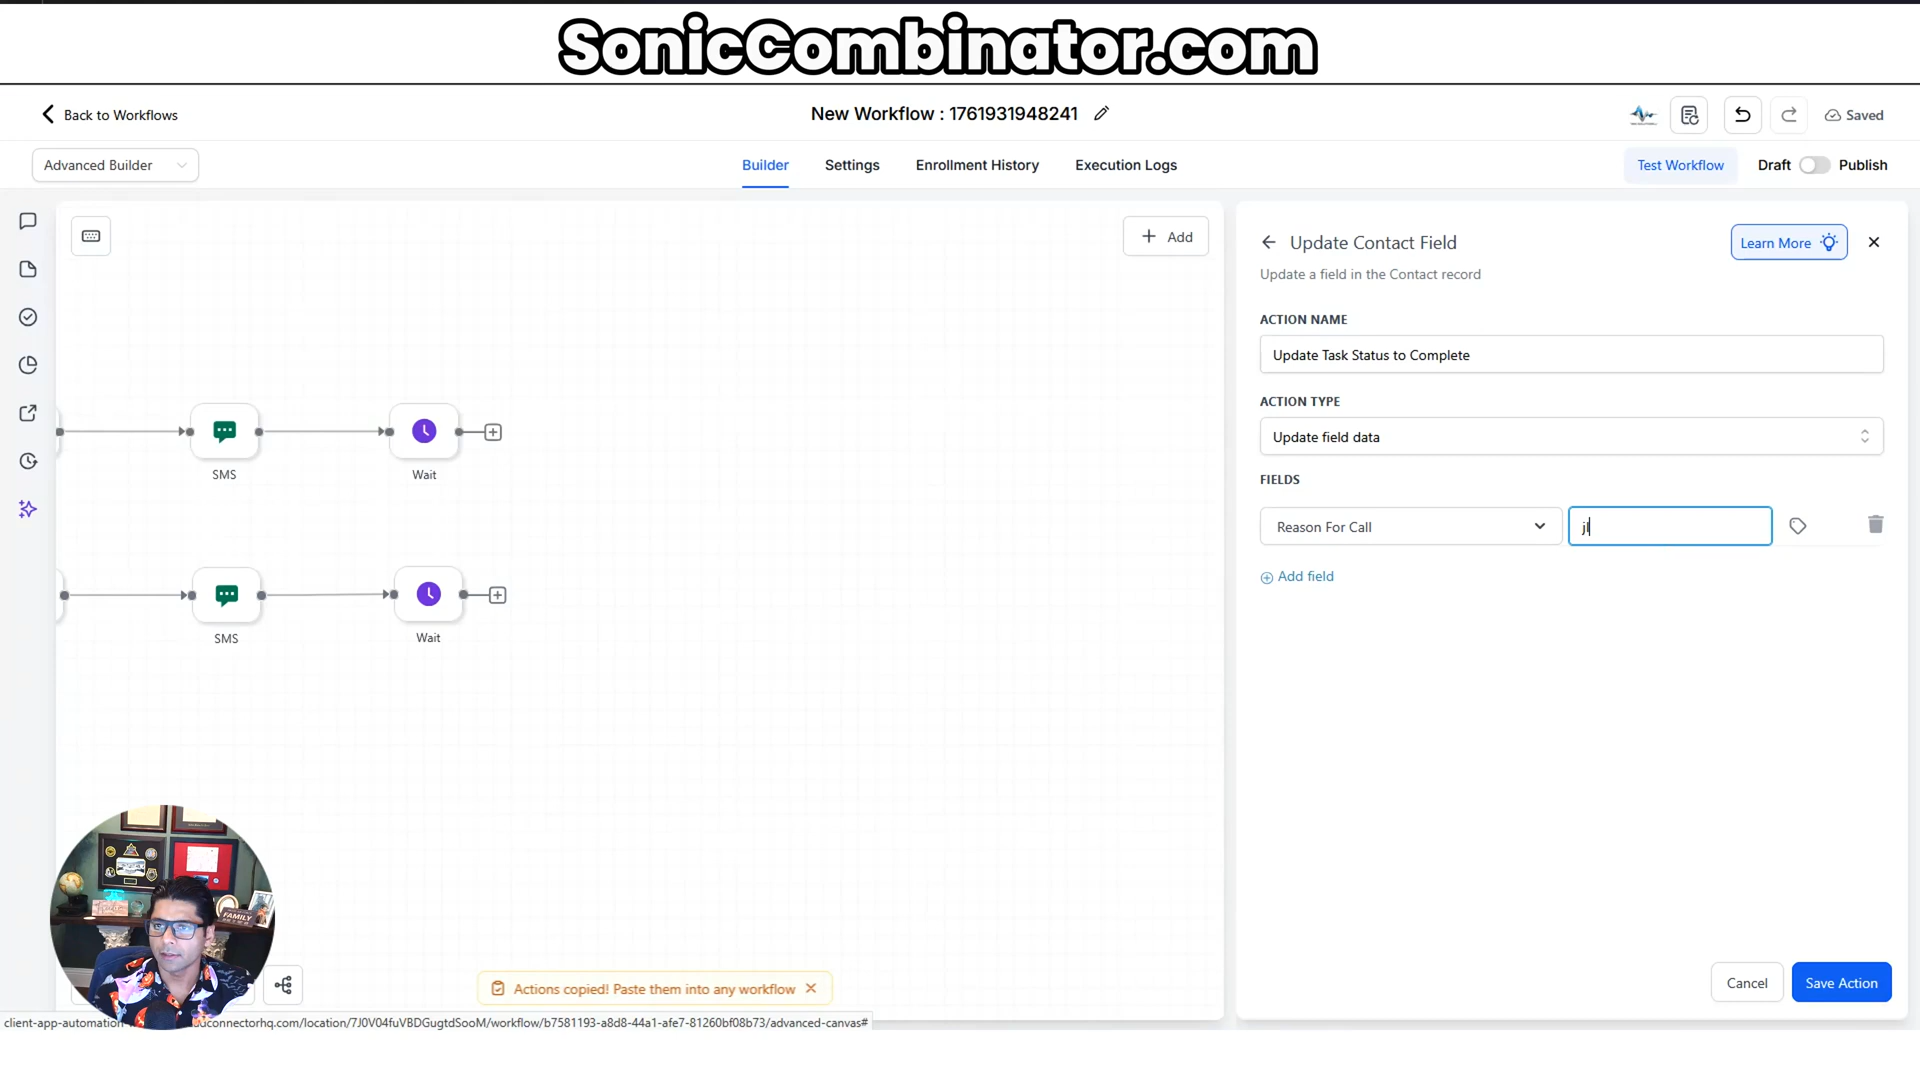 SonicCombinator.com
Back to Workflows
New Workflow : 1761931948241
Saved
Advanced Builder
Builder
Settings
Enrollment History
Execution Logs
Test Workflow
Draft
Publish
Add
Update Contact Field
Learn More
Update a field in the Contact record
ACTION NAME
Update Task Status to Complete
ACTION TYPE
Update field data
FIELDS
Reason For Call
Add field
SMS
Wait
SMS
Wait
FAMILY
Actions copied! Paste them into any workflow
Cancel
Save Action
client-app-automation-
uconnectorhq.com/location/7J0V04fuVBDGugtdSooM/workflow/b7581193-a8d8-44a1-afe7-81260bf08b73/advanced-canvas#